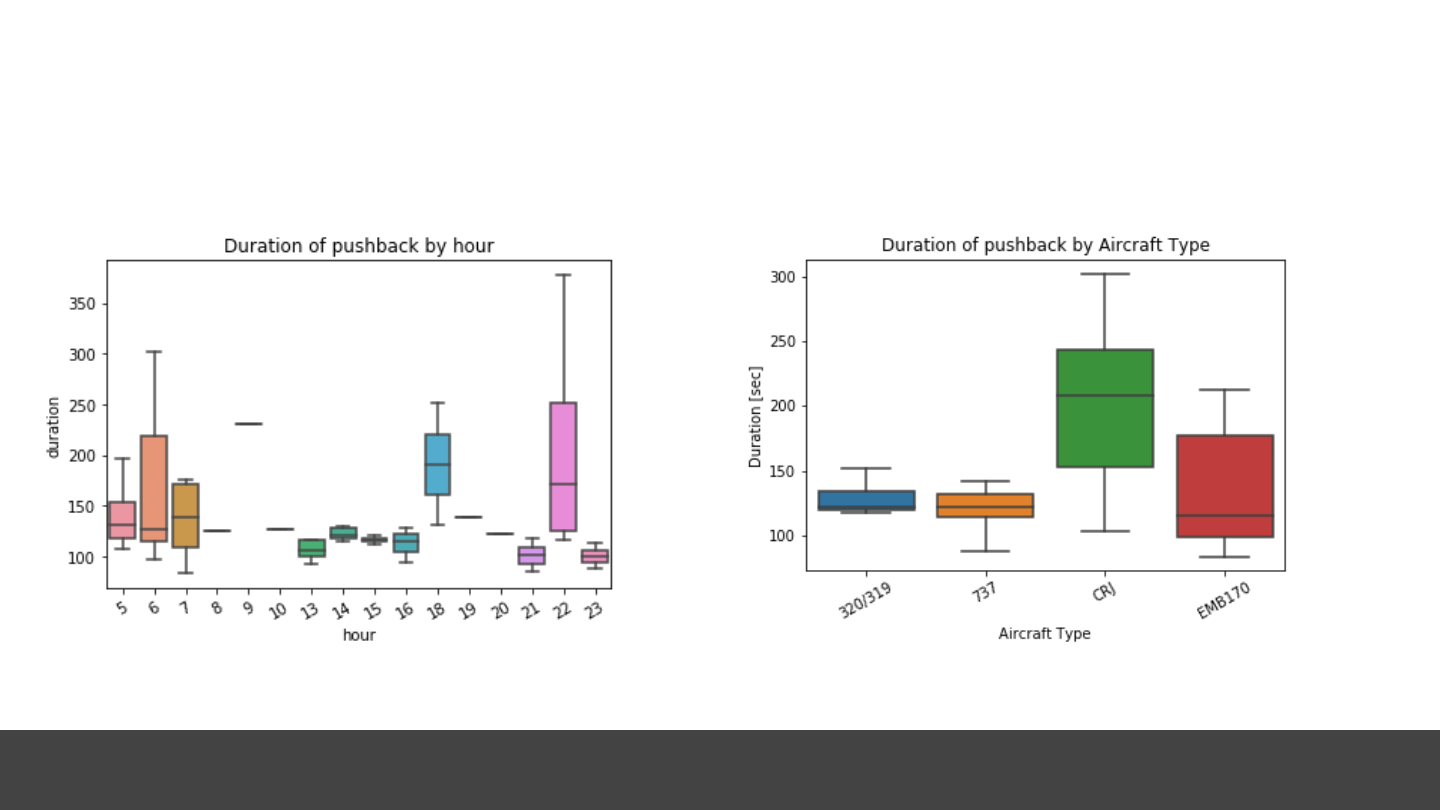 Duration of pushback by hour
350
300
250
200
150
100
duration
5 6 7 8 9 10 13 14 15 16 18 19 20 21 22 23
hour
Duration of pushback by Aircraft Type
300
250
200
150
100
Duration [sec]
320/319 737 CRJ EMB170
Aircraft Type